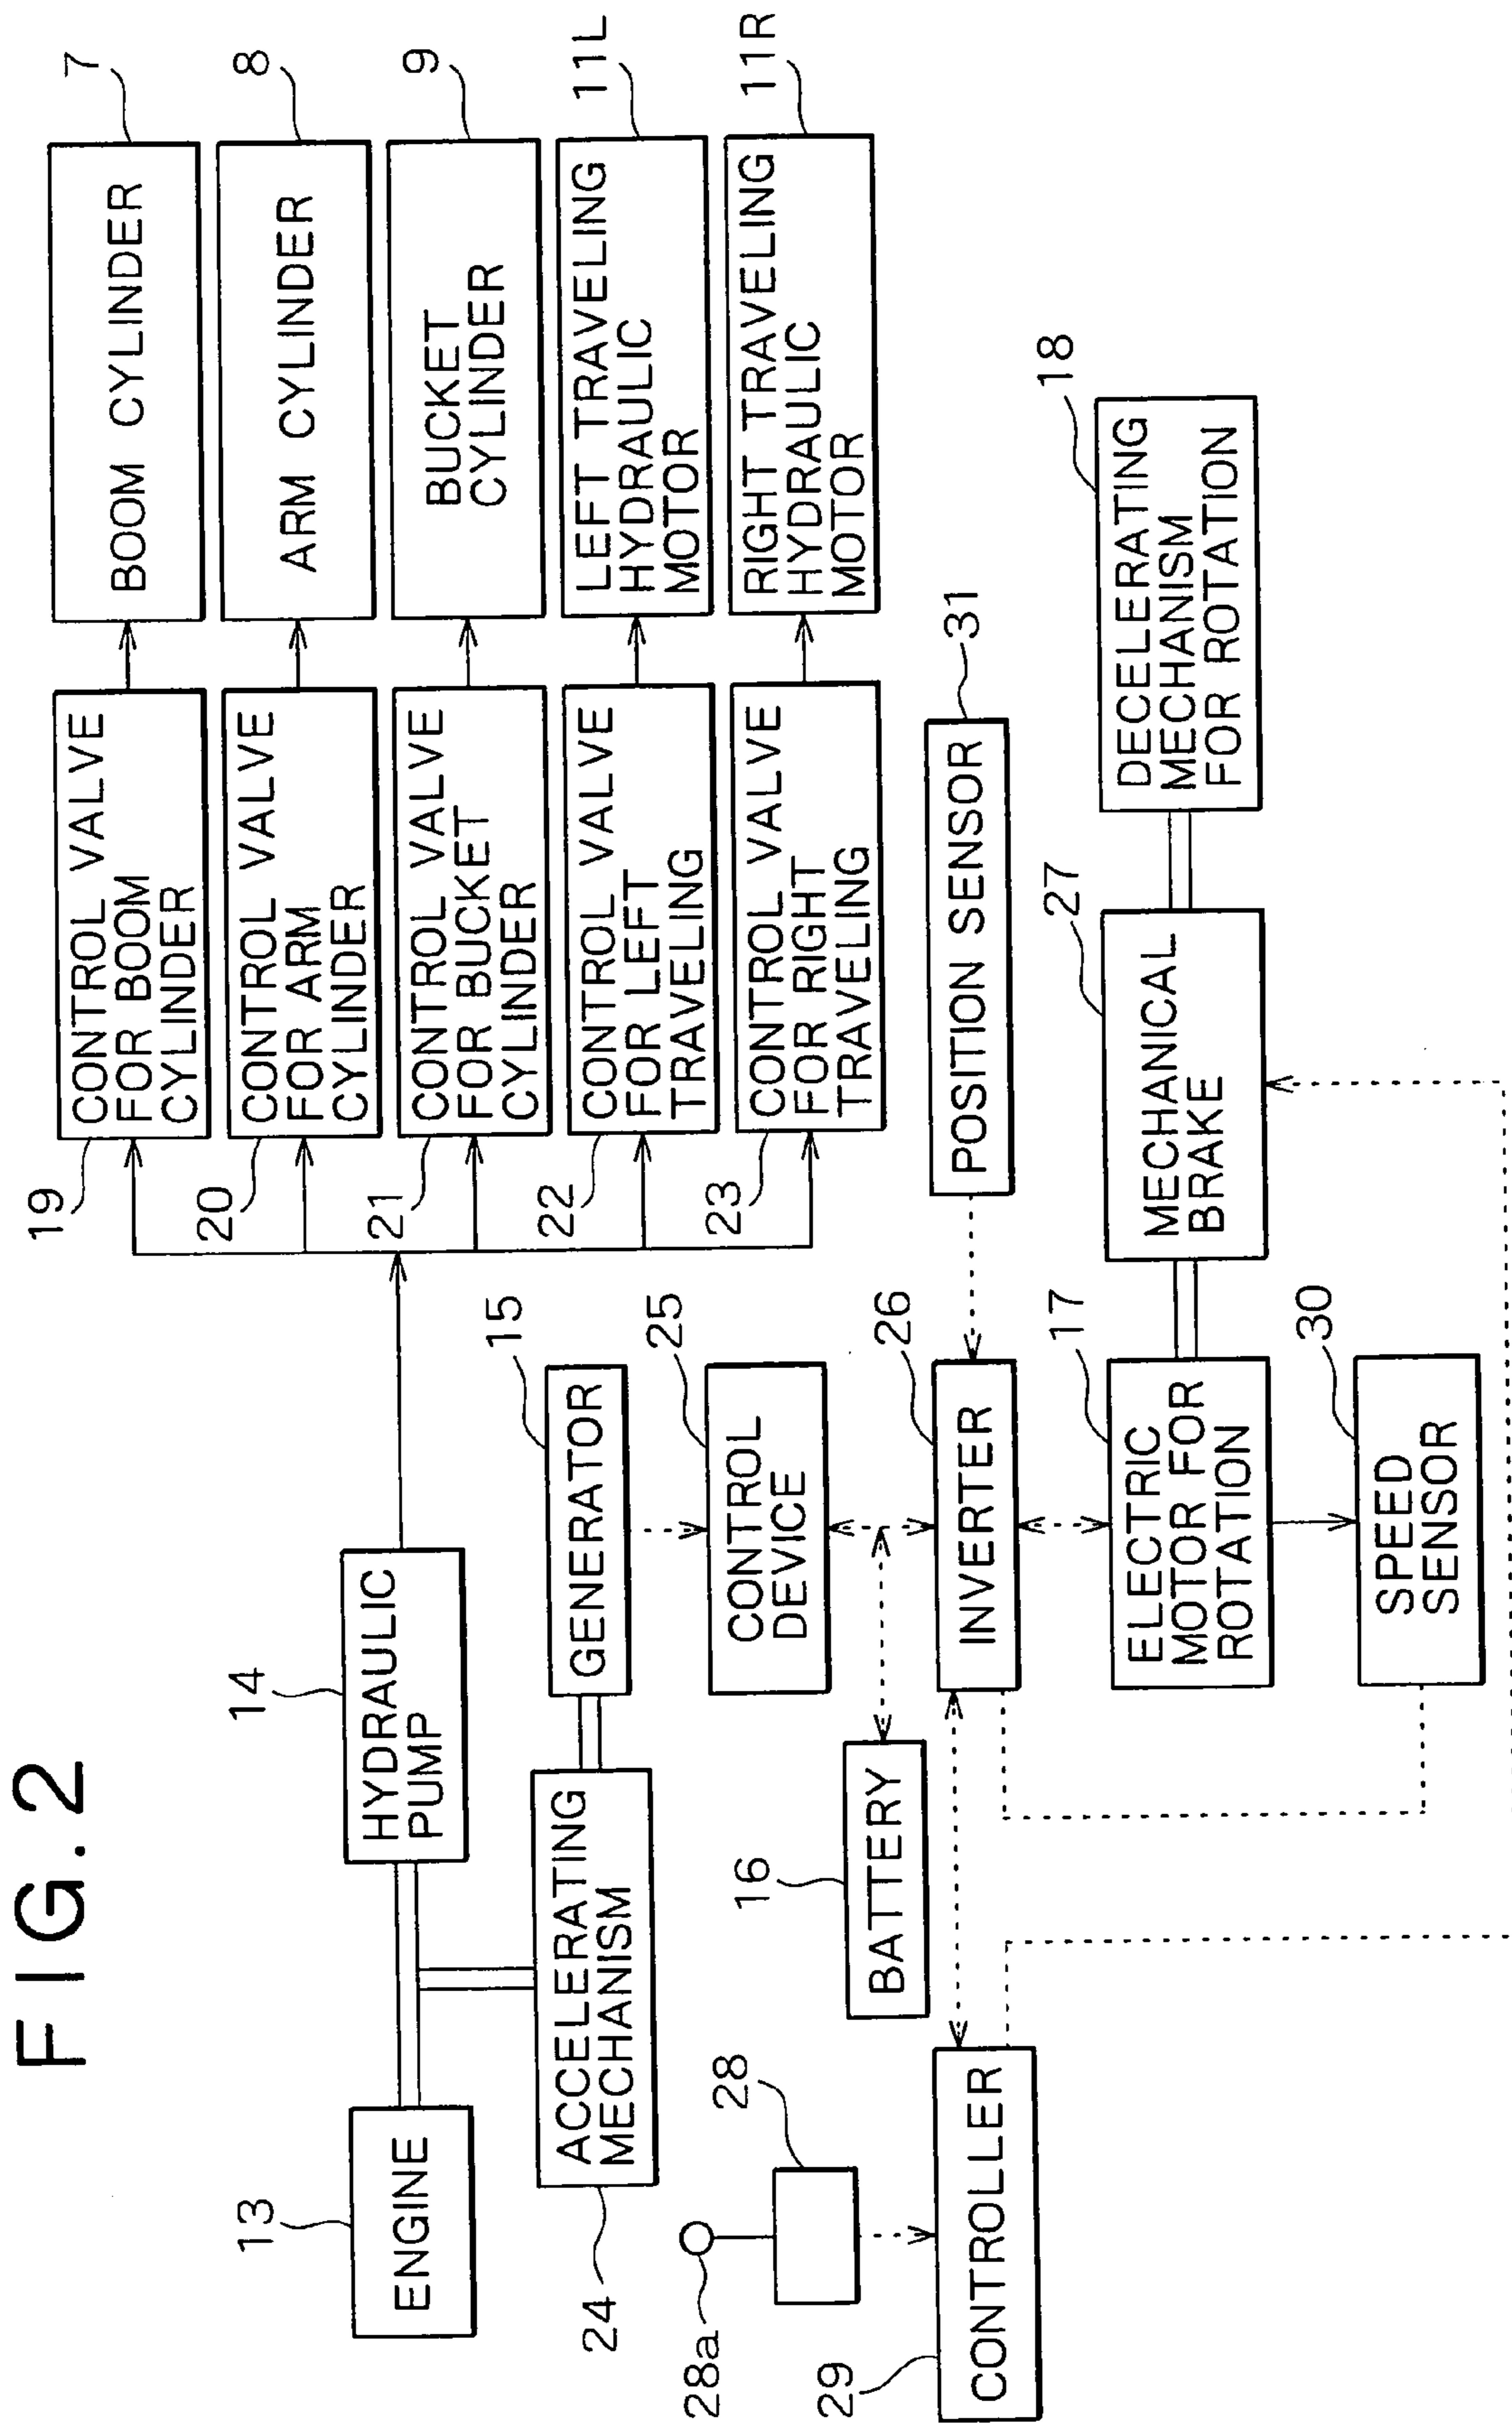 FIG. 2
13
ENGINE
14
HYDRAULIC
PUMP
24
ACCELERATING
MECHANISM
15
GENERATOR
25
CONTROL
DEVICE
19
CONTROL VALVE
FOR BOOM
CYLINDER
7
BOOM CYLINDER
20
CONTROL VALVE
FOR ARM
CYLINDER
8
ARM CYLINDER
21
CONTROL VALVE
FOR BUCKET
CYLINDER
9
BUCKET
CYLINDER
22
CONTROL VALVE
FOR LEFT
TRAVELING
11L
LEFT TRAVELING
HYDRAULIC
MOTOR
23
CONTROL VALVE
FOR RIGHT
TRAVELING
11R
RIGHT TRAVELING
HYDRAULIC
MOTOR
28a
28
29
CONTROLLER
16
BATTERY
26
INVERTER
31
POSITION SENSOR
17
ELECTRIC
MOTOR FOR
ROTATION
27
MECHANICAL
BRAKE
18
DECELERATING
MECHANISM
FOR ROTATION
30
SPEED
SENSOR